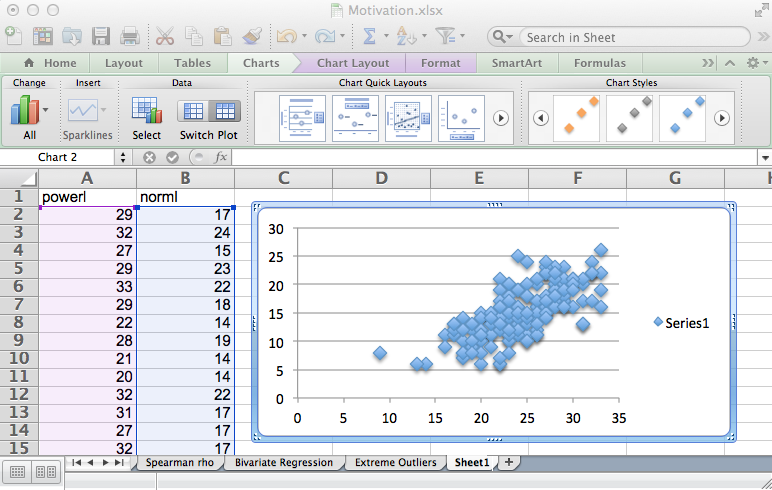 Motivation.xlsx
Search in Sheet
Home Layout Tables Charts Chart Layout Format SmartArt Formulas
Change Insert Data Chart Quick Layouts Chart Styles
All Sparklines Select Switch Plot
Chart 2 fx
A B C D E F G
1 powerl norml
2 29 17
3 32 24
4 27 15
5 29 23
6 33 22
7 29 18
8 22 14
9 28 19
10 21 14
11 20 14
12 32 22
13 31 17
14 27 17
15 32 17
30
25
20
15
10
5
0
0 5 10 15 20 25 30 35
Series1
Spearman rho Bivariate Regression Extreme Outliers Sheet1